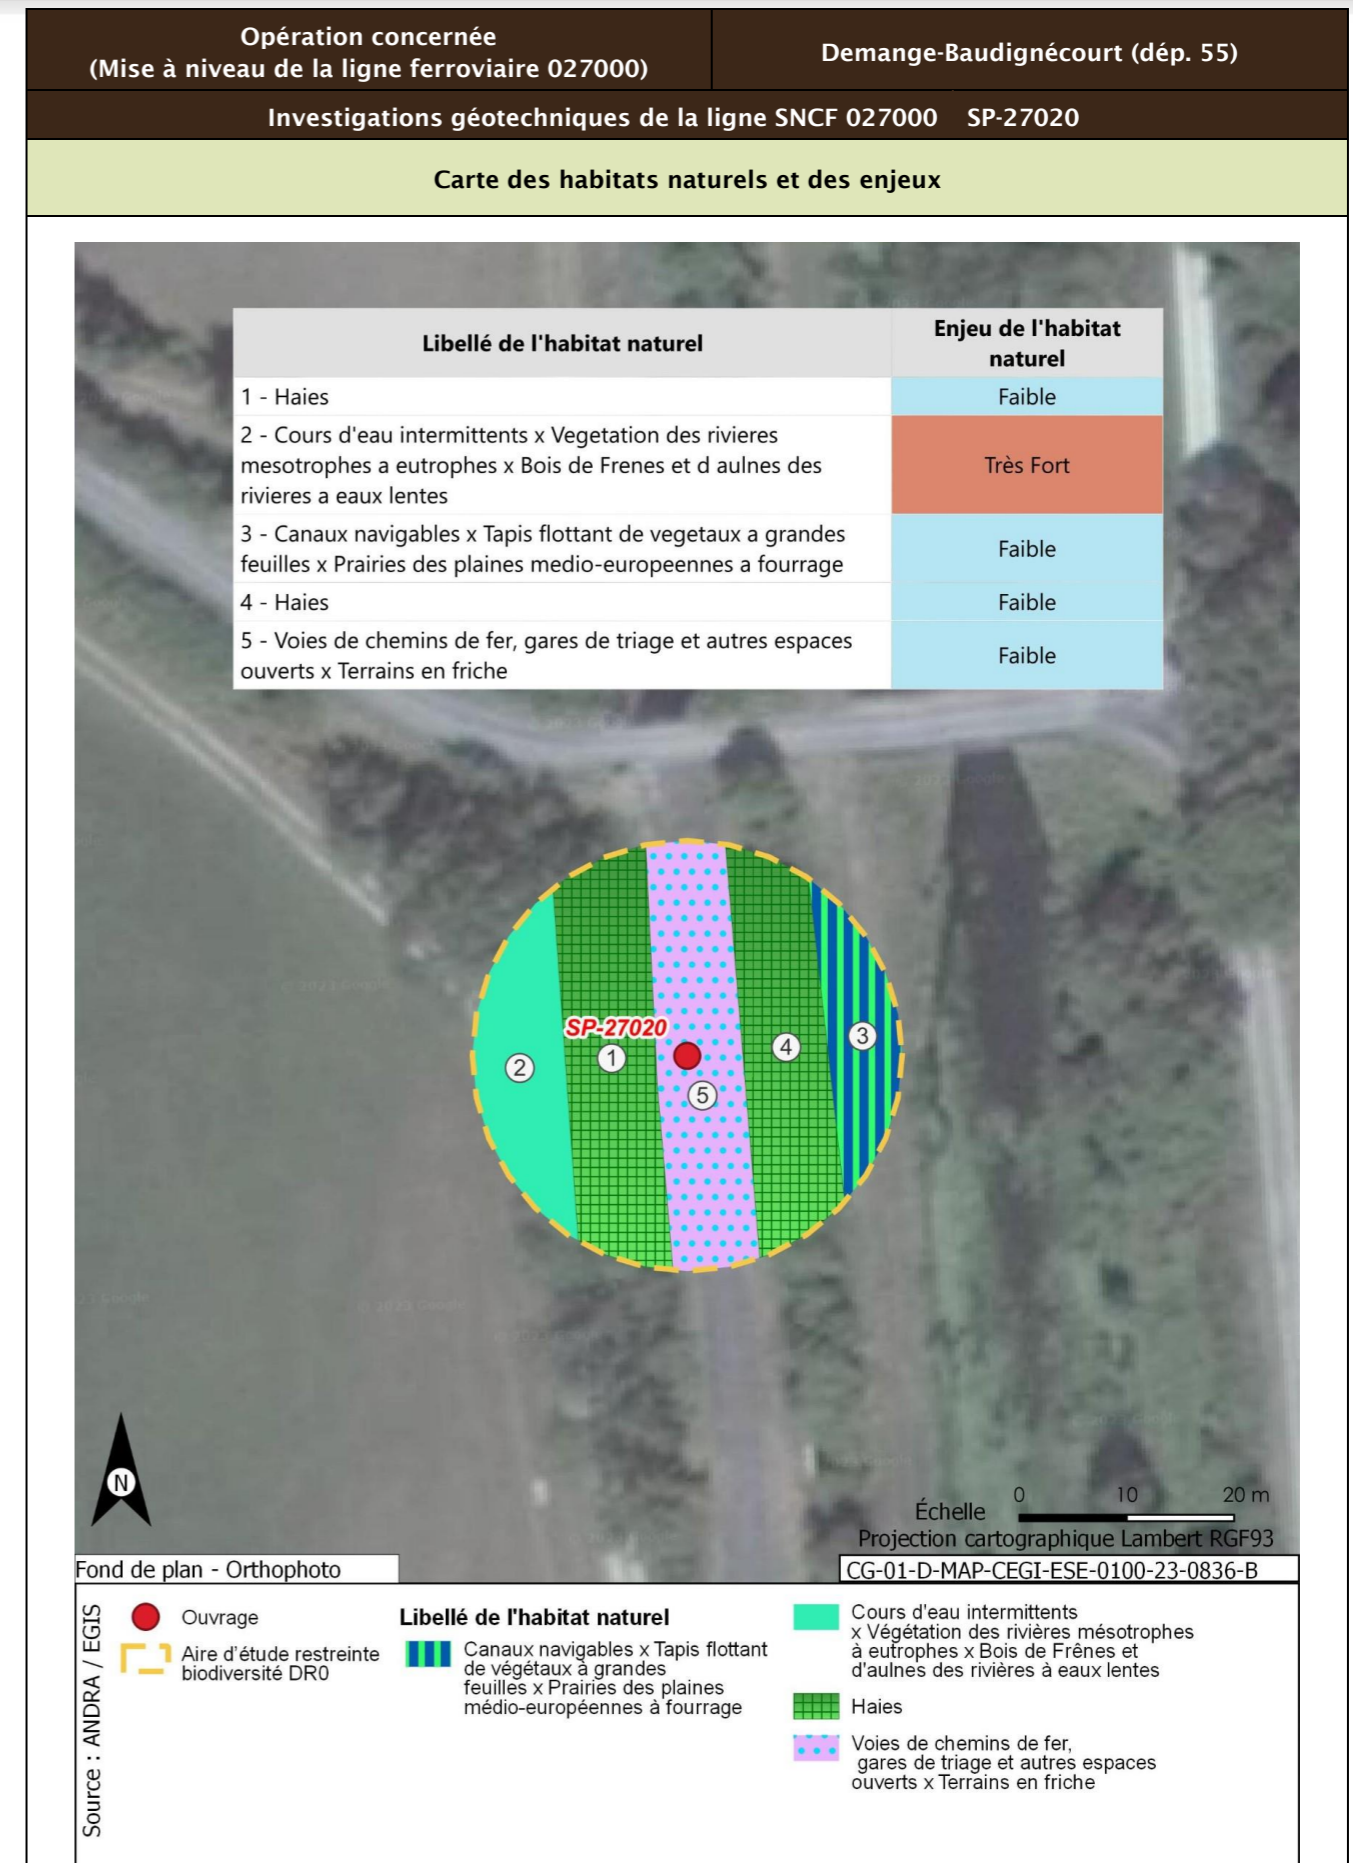 Opération concernée
(Mise à niveau de la ligne ferroviaire 027000)
Demange-Baudignécourt (dép. 55)
Investigations géotechniques de la ligne SNCF 027000 SP-27020
Carte des habitats naturels et des enjeux
Libellé de l'habitat naturel
Enjeu de l'habitat
naturel
1 - Haies
Faible
2 - Cours d'eau intermittents x Vegetation des rivieres
mesotrophes a eutrophes x Bois de Frenes et d aulnes des
rivieres a eaux lentes
Très Fort
3 - Canaux navigables x Tapis flottant de vegetaux a grandes
feuilles x Prairies des plaines medio-europeennes a fourrage
Faible
4 - Haies
Faible
5 - Voies de chemins de fer, gares de triage et autres espaces
ouverts x Terrains en friche
Faible
SP-27020
2
1
5
4
3
N
Échelle
0 10 20 m
Projection cartographique Lambert RGF93
Fond de plan - Orthophoto
CG-01-D-MAP-CEGI-ESE-0100-23-0836-B
Source : ANDRA / EGIS
Ouvrage
Aire d'étude restreinte
biodiversité DR0
Libellé de l'habitat naturel
Canaux navigables x Tapis flottant
de végétaux à grandes
feuilles x Prairies des plaines
médio-européennes à fourrage
Cours d'eau intermittents
x Végétation des rivières mésotrophes
à eutrophes x Bois de Frênes et
d'aulnes des rivières à eaux lentes
Haies
Voies de chemins de fer,
gares de triage et autres espaces
ouverts x Terrains en friche